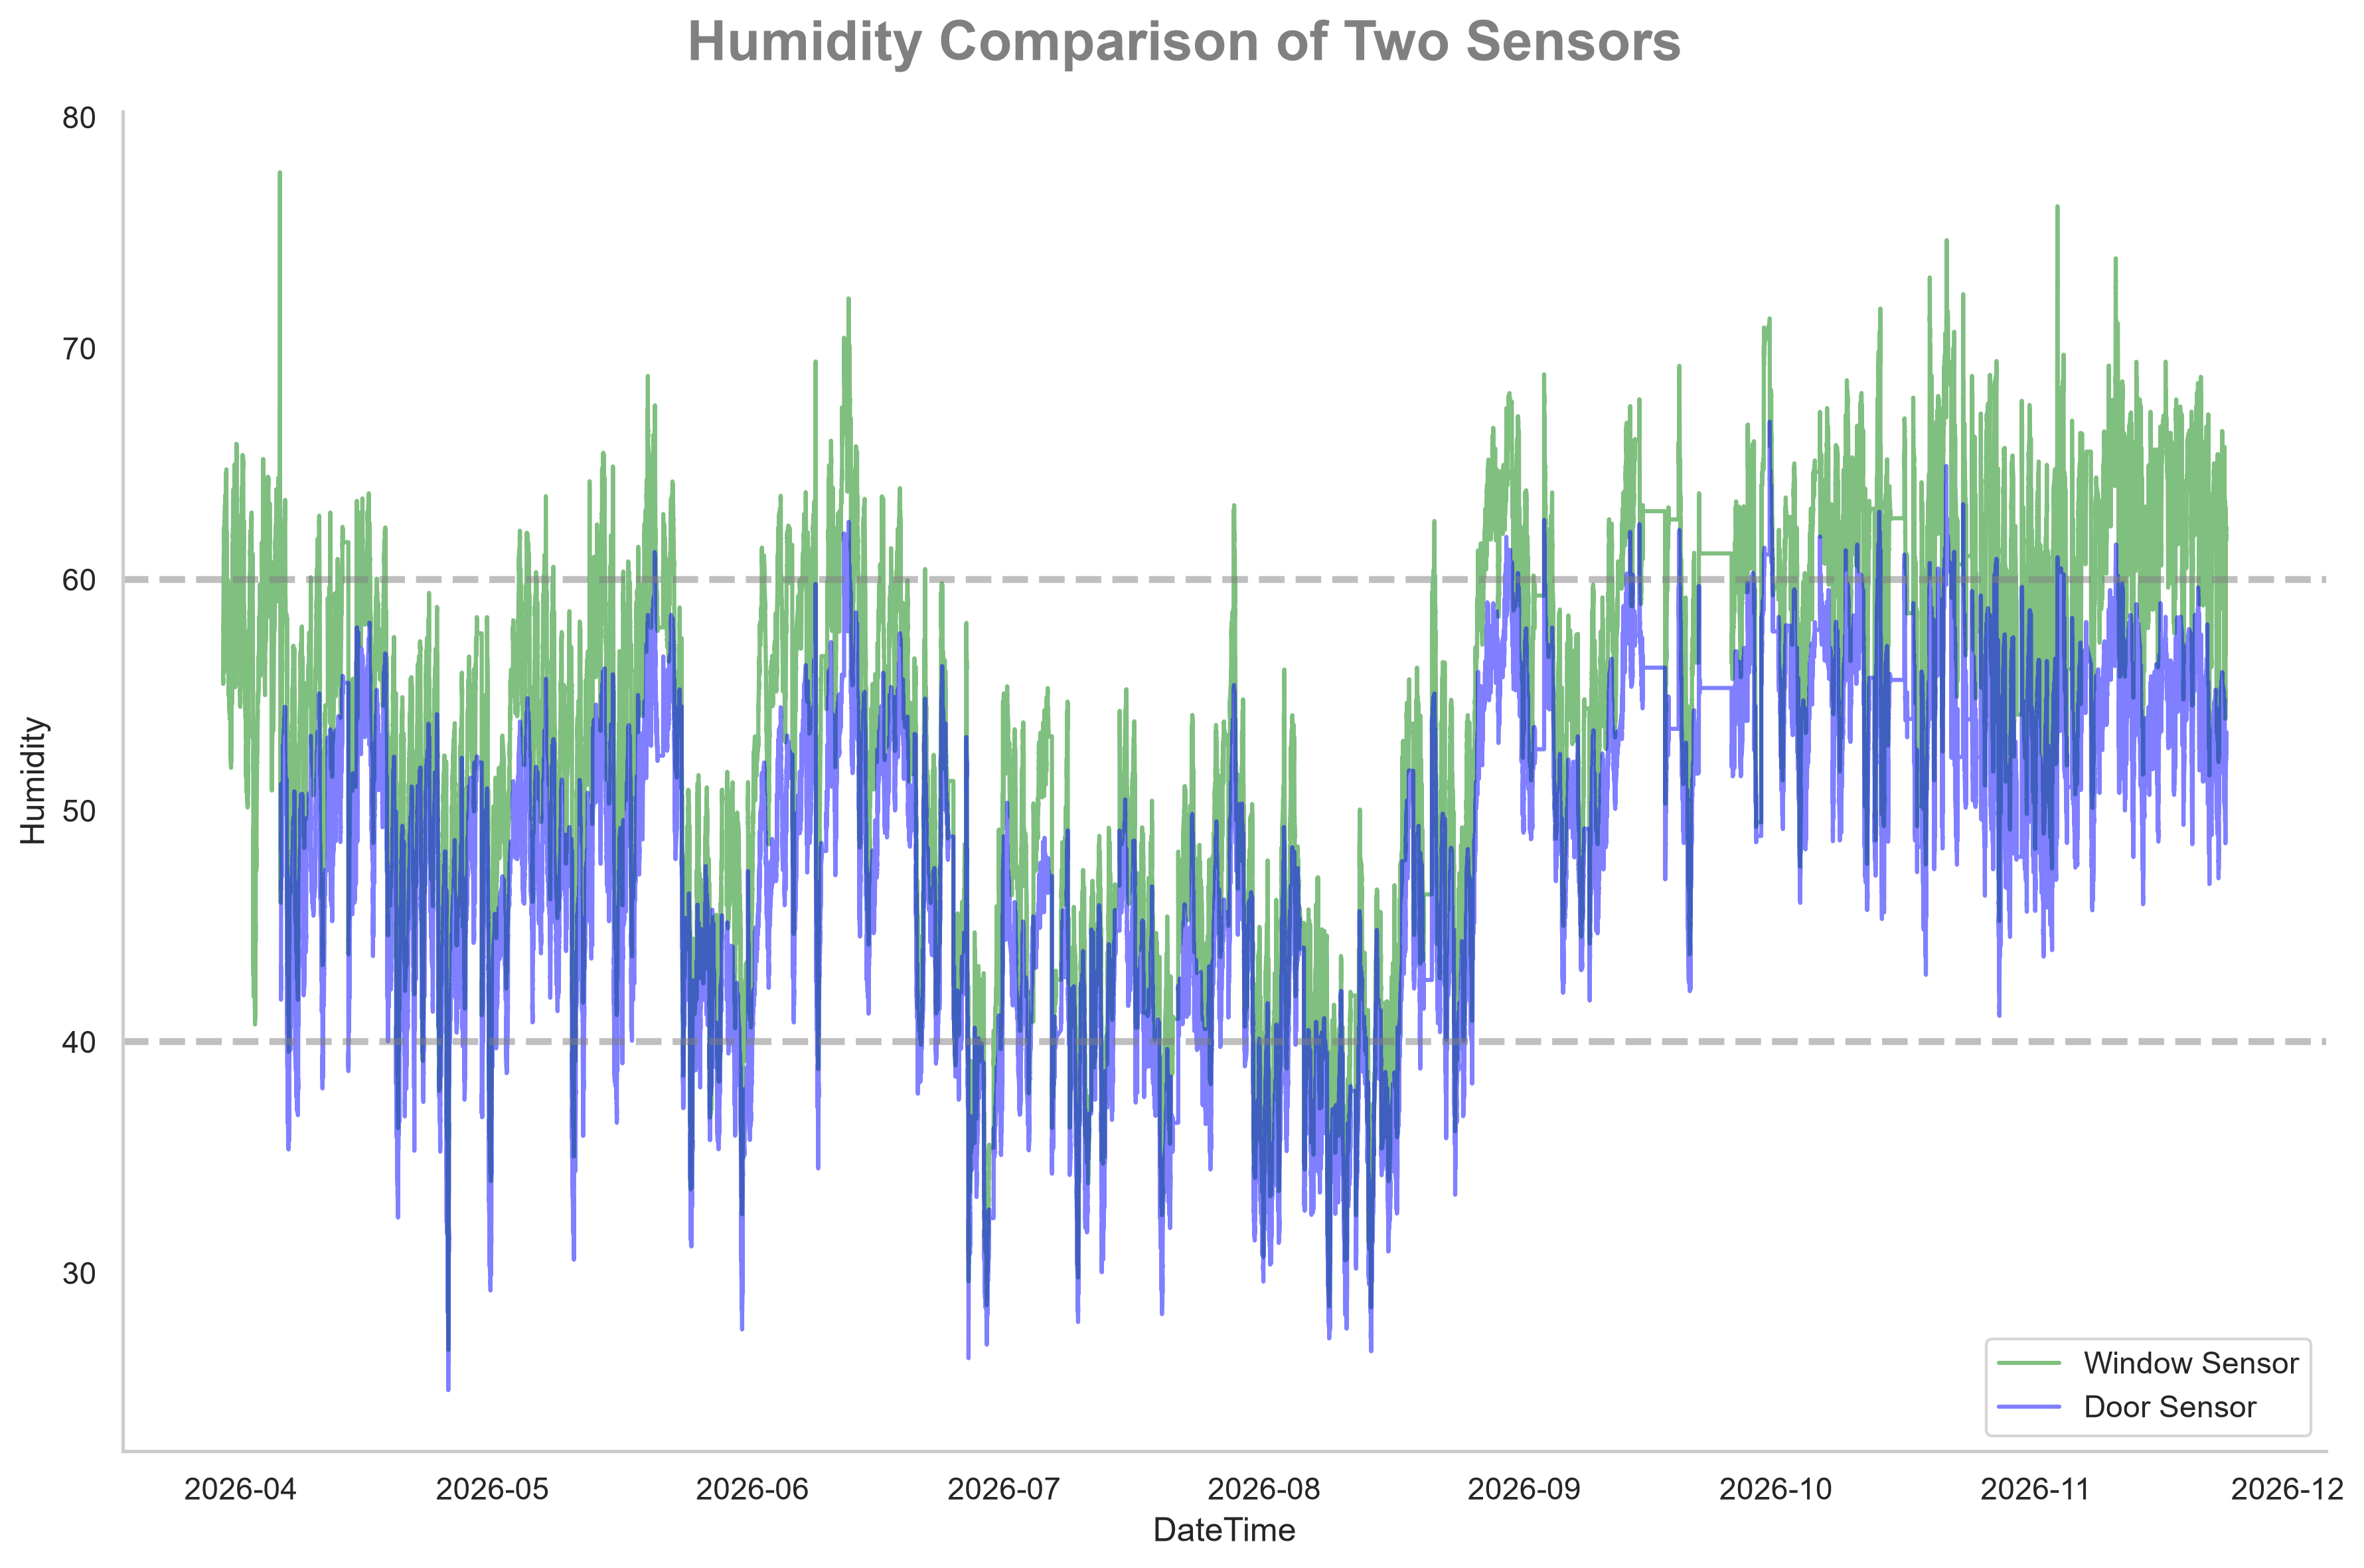 Humidity Comparison of Two Sensors
80
70
60
50
40
30
Humidity
2026-04 2026-05 2026-06 2026-07 2026-08 2026-09 2026-10 2026-11 2026-12
DateTime
Window Sensor
Door Sensor